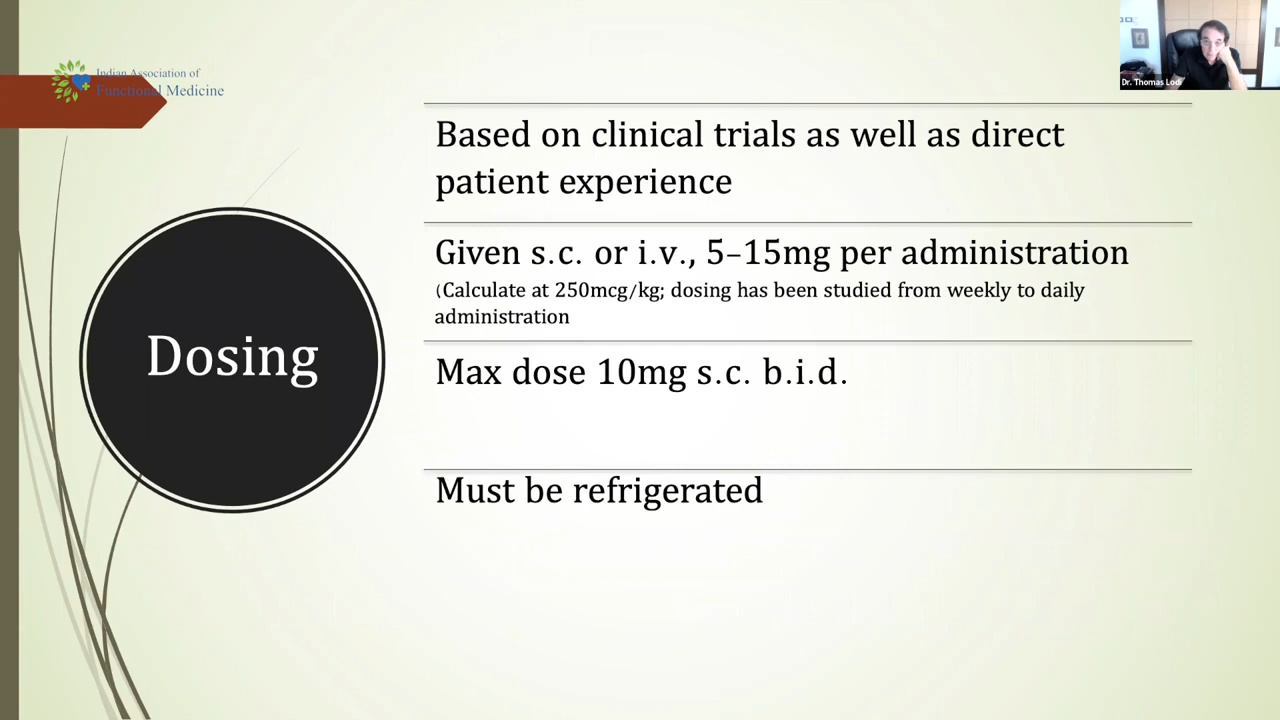 Indian Association of
Functional Medicine
Dr. Thomas Lodi
Dosing
Based on clinical trials as well as direct
patient experience
Given s.c. or i.v., 5–15mg per administration
(Calculate at 250mcg/kg; dosing has been studied from weekly to daily
administration
Max dose 10mg s.c. b.i.d.
Must be refrigerated